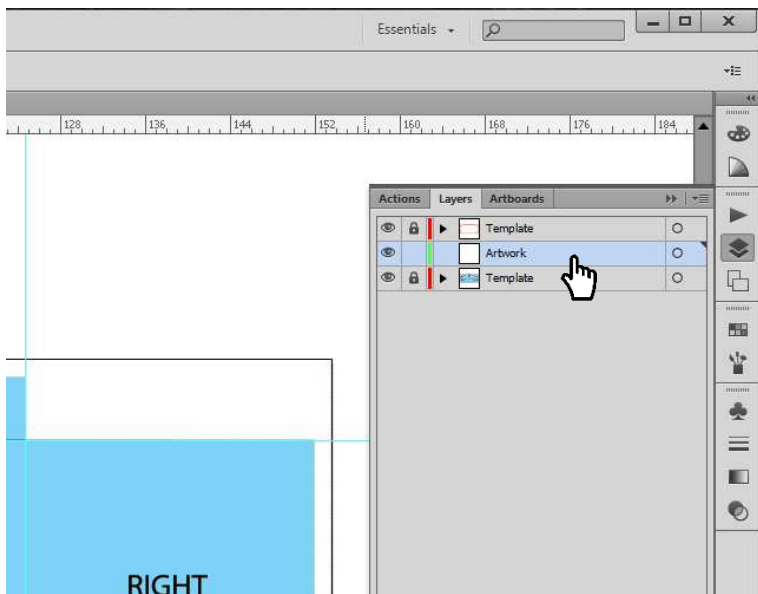 Essentials
128 136 144 152 160 168 176 184
Actions Layers Artboards
Template
Artwork
Template
RIGHT